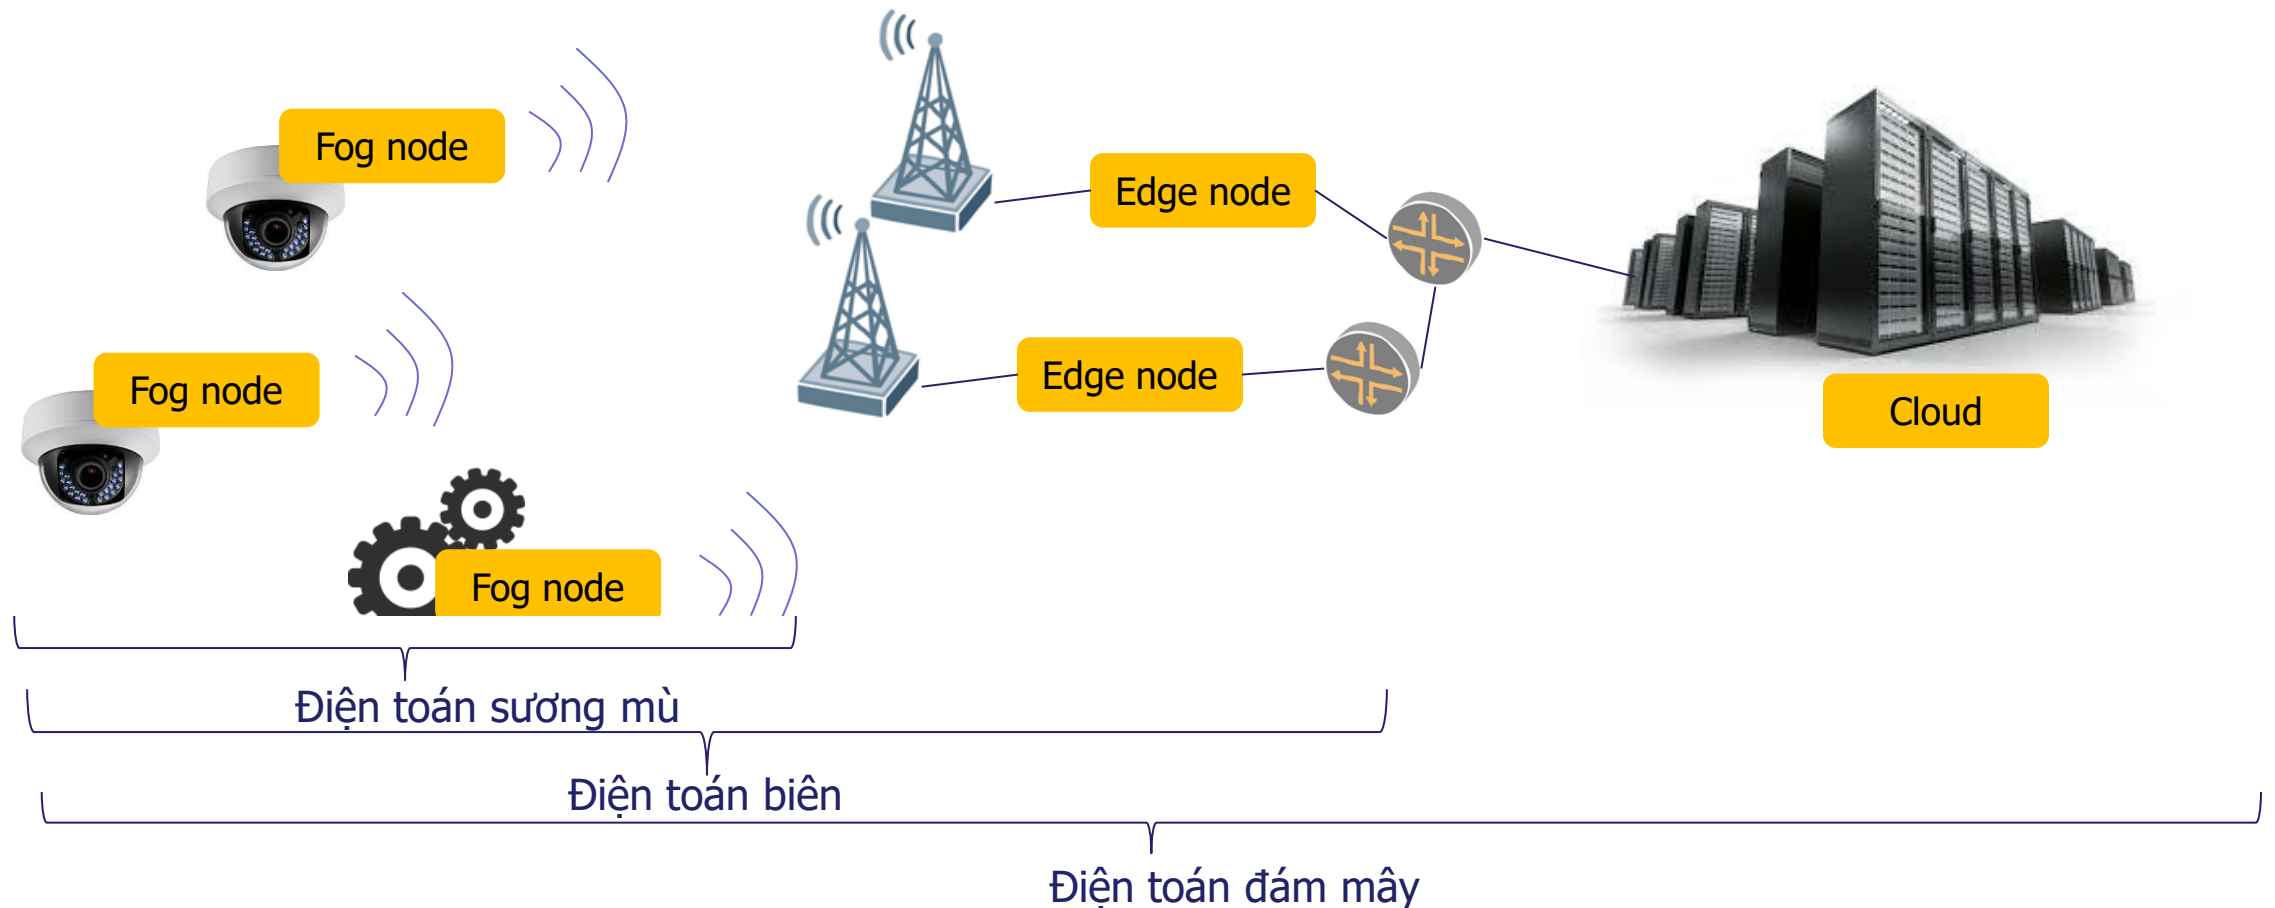 Fog node
Edge node
Fog node
Edge node
Cloud
Fog node
Điện toán sương mù
Điện toán biên
Điện toán đám mây